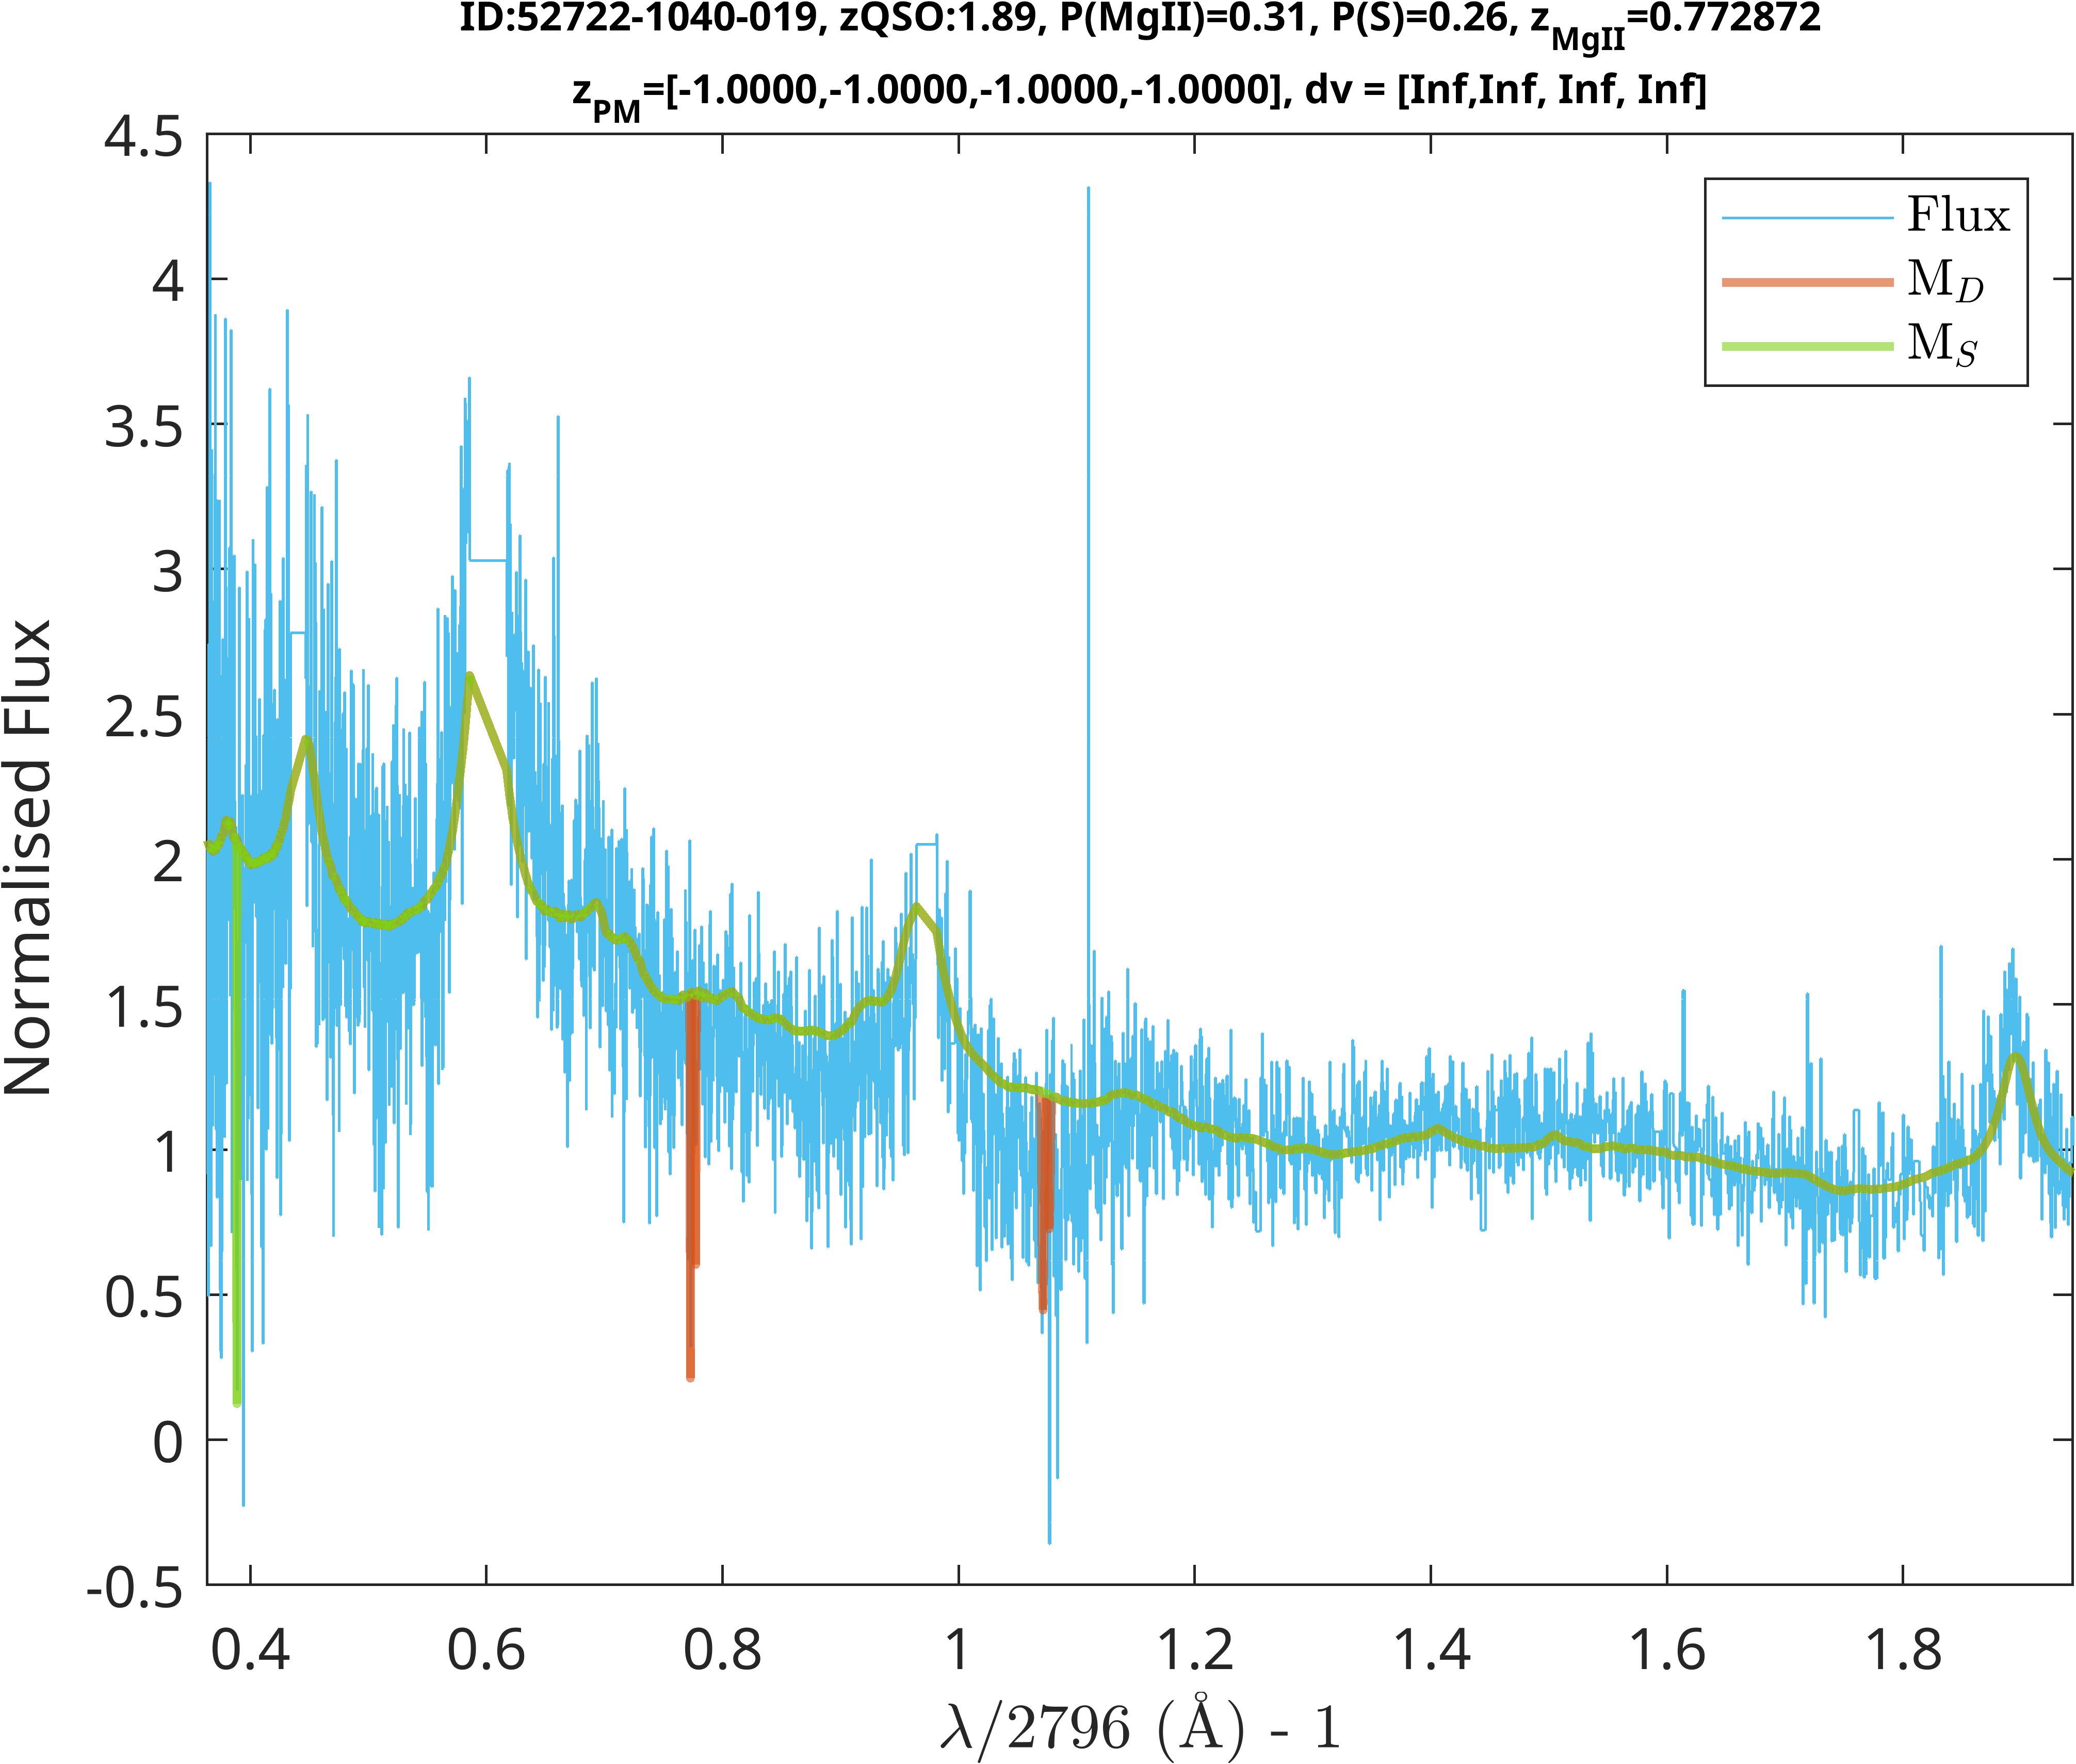 ID:52722-1040-019, zQSO:1.89, P(MgII)=0.31, P(S)=0.26, zMgII=0.772872
zPM=[-1.0000,-1.0000,-1.0000,-1.0000], dv = [Inf,Inf, Inf, Inf]
4.5
4
3.5
3
2.5
2
1.5
1
0.5
0
-0.5
Normalised Flux
Flux
MD
MS
0.4 0.6 0.8 1 1.2 1.4 1.6 1.8
λ/2796 (Å) - 1